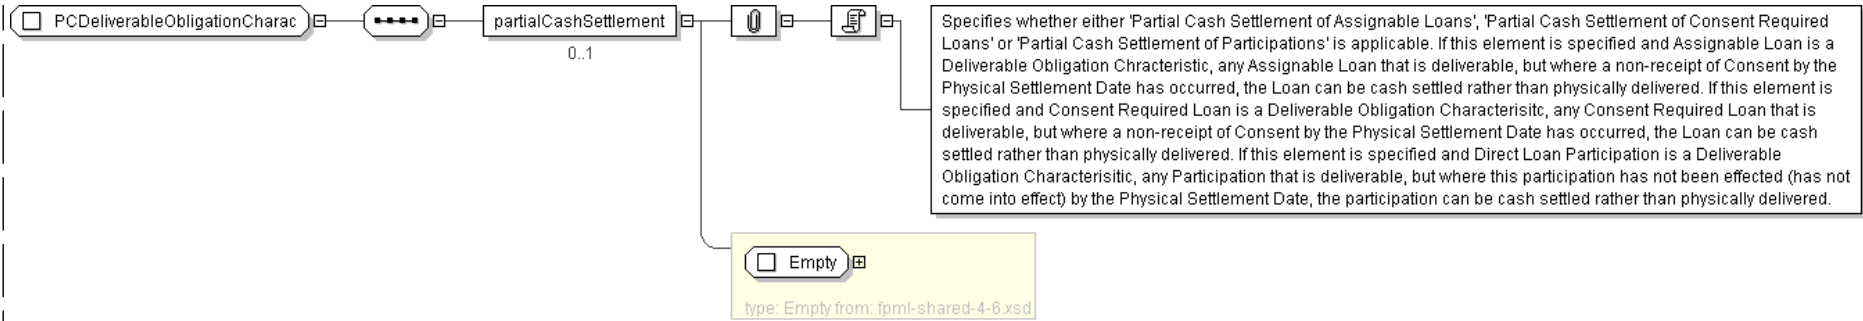 PCDeliverableObligationCharac
partialCashSettlement
0..1
Specifies whether either 'Partial Cash Settlement of Assignable Loans', 'Partial Cash Settlement of Consent Required
Loans' or 'Partial Cash Settlement of Participations' is applicable. If this element is specified and Assignable Loan is a
Deliverable Obligation Chracteristic, any Assignable Loan that is deliverable, but where a non-receipt of Consent by the
Physical Settlement Date has occurred, the Loan can be cash settled rather than physically delivered. If this element is
specified and Consent Required Loan is a Deliverable Obligation Characterisitc, any Consent Required Loan that is
deliverable, but where a non-receipt of Consent by the Physical Settlement Date has occurred, the Loan can be cash
settled rather than physically delivered. If this element is specified and Direct Loan Participation is a Deliverable
Obligation Characterisitic, any Participation that is deliverable, but where this participation has not been effected (has not
come into effect) by the Physical Settlement Date, the participation can be cash settled rather than physically delivered.
Empty
type: Empty from: fpml-shared-4-6.xsd